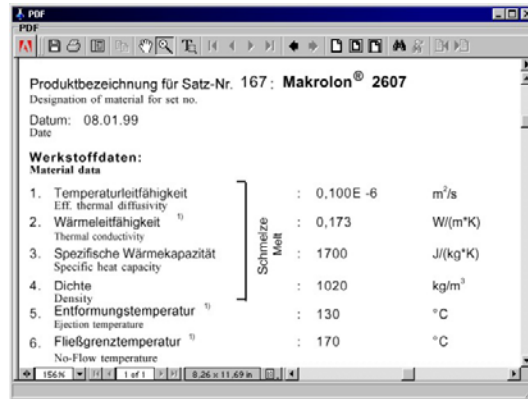 PDF
PDF
Produktbezeichnung für Satz-Nr. 167: Makrolon® 2607
Designation of material for set no.
Datum: 08.01.99
Date
Werkstoffdaten:
Material data
1. Temperaturleitfähigkeit : 0,100E -6 m²/s
Eff. thermal diffusivity
2. Wärmeleitfähigkeit 1) : 0,173 W/(m*K)
Thermal conductivity
Schmelze
Melt
3. Spezifische Wärmekapazität : 1700 J/(kg*K)
Specific heat capacity
4. Dichte : 1020 kg/m³
Density
5. Entformungstemperatur 1) : 130 °C
Ejection temperature
6. Fließgrenztemperatur 1) : 170 °C
No-Flow temperature
156% 1 of 1 8.26 x 11.69 in